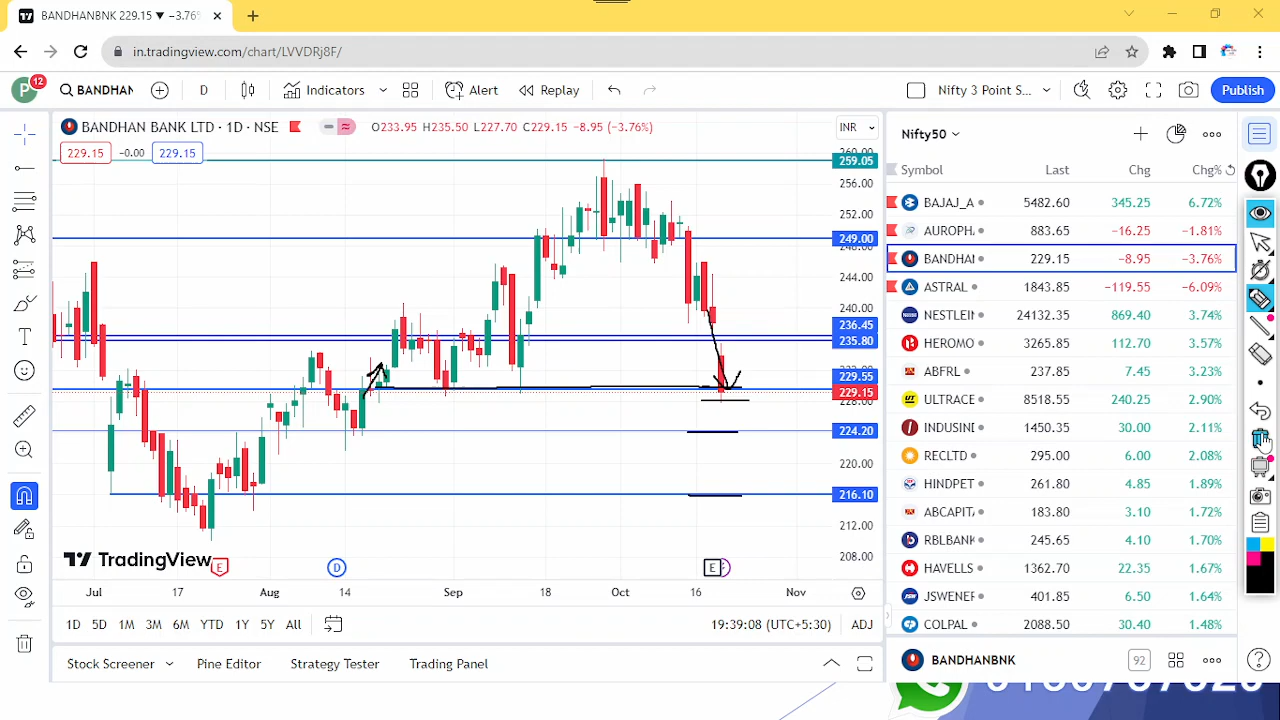 BANDHANBNK 229.15 ▼ −3.76%
in.tradingview.com/chart/LVVDRj8F/
P 12 BANDHAN D Indicators Alert Replay Nifty 3 Point S... Publish
BANDHAN BANK LTD · 1D · NSE O233.95 H235.50 L227.70 C229.15 −8.95 (−3.76%) INR
229.15 −0.00 229.15
259.05
256.00
252.00
249.00
244.00
240.00
236.45
235.80
229.55
229.15
224.20
220.00
216.10
212.00
208.00
TradingView E D E
Jul 17 Aug 14 Sep 18 Oct 16 Nov
1D 5D 1M 3M 6M YTD 1Y 5Y All 19:39:08 (UTC+5:30) ADJ
Stock Screener Pine Editor Strategy Tester Trading Panel
Nifty50
Symbol Last Chg Chg%
BAJAJ_A 5482.60 345.25 6.72%
AUROPH 883.65 −16.25 −1.81%
BANDHAI 229.15 −8.95 −3.76%
ASTRAL 1843.85 −119.55 −6.09%
NESTLEIN 24132.35 869.40 3.74%
HEROMO 3265.85 112.70 3.57%
ABFRL 237.85 7.45 3.23%
ULTRACE 8518.55 240.25 2.90%
INDUSINI 1450.35 30.00 2.11%
RECLTD 295.00 6.00 2.08%
HINDPET 261.80 4.85 1.89%
ABCAPIT 183.80 3.10 1.70%
RBLBANK 245.65 4.10 1.70%
HAVELLS 1362.70 22.35 1.67%
JSWENER 401.85 6.50 1.64%
COLPAL 2088.50 30.40 1.48%
BANDHANBNK 92